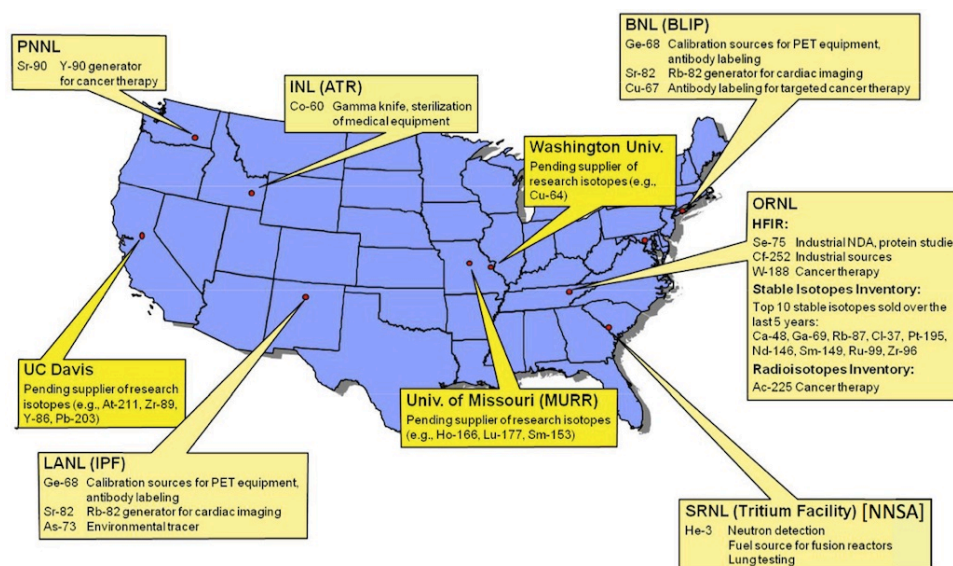 PNNL
Sr-90 Y-90 generator
for cancer therapy
INL (ATR)
Co-60 Gamma knife, sterilization
of medical equipment
BNL (BLIP)
Ge-68 Calibration sources for PET equipment,
antibody labeling
Sr-82 Rb-82 generator for cardiac imaging
Cu-67 Antibody labeling for targeted cancer therapy
Washington Univ.
Pending supplier of
research isotopes (e.g.,
Cu-64)
ORNL
HFIR:
Se-75 Industrial NDA, protein studie
Cf-252 Industrial sources
W-188 Cancer therapy
Stable Isotopes Inventory:
Top 10 stable isotopes sold over the
last 5 years:
Ca-48, Ga-69, Rb-87, Cl-37, Pt-195,
Nd-146, Sm-149, Ru-99, Zr-96
Radioisotopes Inventory:
Ac-225 Cancer therapy
UC Davis
Pending supplier of research
isotopes (e.g., At-211, Zr-89,
Y-86, Pb-203)
Univ. of Missouri (MURR)
Pending supplier of research isotopes
(e.g., Ho-166, Lu-177, Sm-153)
LANL (IPF)
Ge-68 Calibration sources for PET equipment,
antibody labeling
Sr-82 Rb-82 generator for cardiac imaging
As-73 Environmental tracer
SRNL (Tritium Facility) [NNSA]
He-3 Neutron detection
Fuel source for fusion reactors
Lung testing